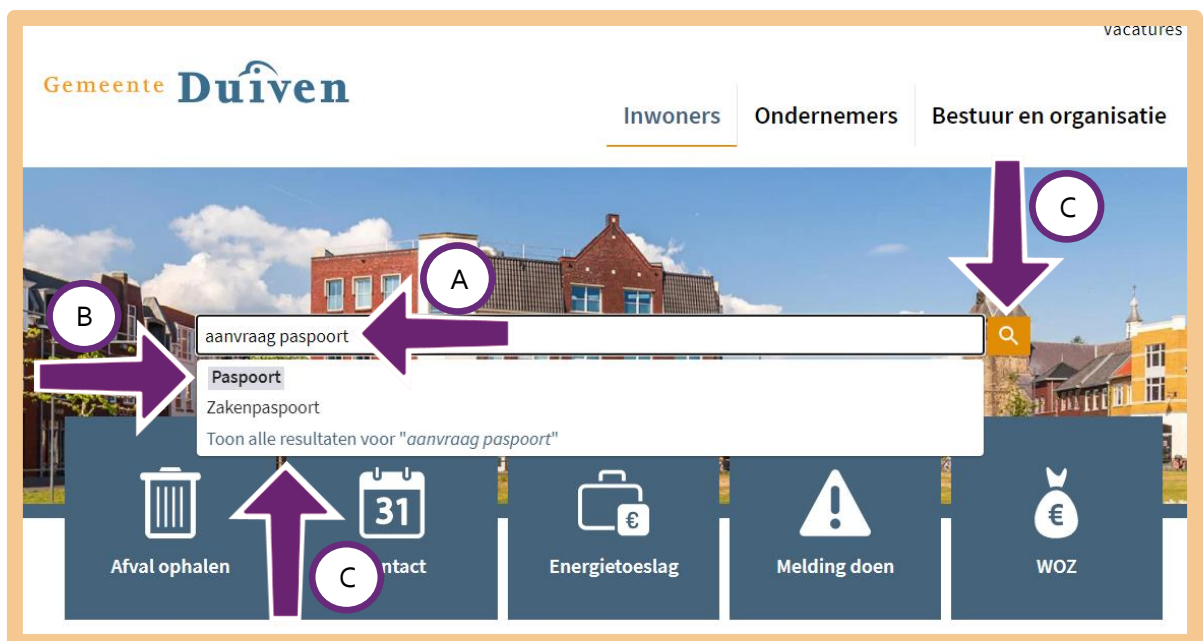 Vacatures
Gemeente Duiven
Inwoners Ondernemers Bestuur en organisatie
C
A
B
aanvraag paspoort
Paspoort
Zakenpaspoort
Toon alle resultaten voor "aanvraag paspoort"
31
€
€
Afval ophalen
C
ntact
Energietoeslag
Melding doen
WOZ